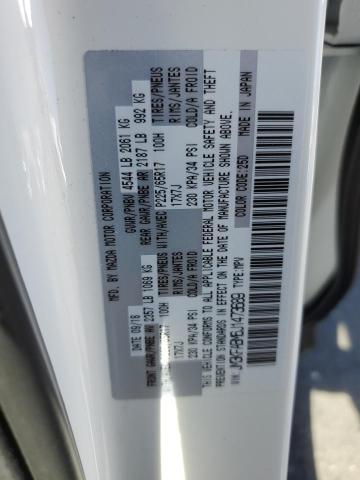 MFD. BY MAZDA MOTOR CORPORATION
DATE: 09/18 GVWR/PNBV 4544 LB 2061 KG
FRONT GAWR/PNBE AV 2357 LB 1069 KG REAR GAWR/PNBE AR 2187 LB 992 KG
P225/65R17 100H TIRES/PNEUS WITH/AVEC P225/65R17 100H TIRES/PNEUS
17X7J RIMS/JANTES 17X7J RIMS/JANTES
230 KPA/34 PSI COLD/A FROID 230 KPA/34 PSI COLD/A FROID
THIS VEHICLE CONFORMS TO ALL APPLICABLE FEDERAL MOTOR VEHICLE SAFETY AND THEFT
PREVENTION STANDARDS IN EFFECT ON THE DATE OF MANUFACTURE SHOWN ABOVE.
TYPE: MPV COLOR CODE: 25D
MADE IN JAPAN